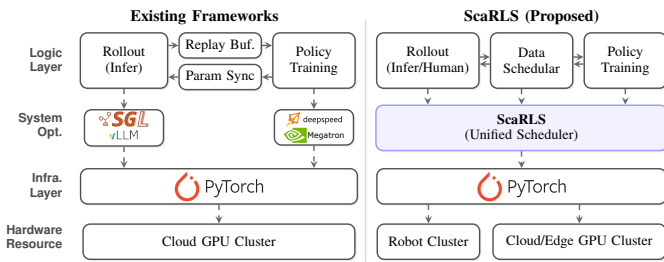 Existing Frameworks
ScaRLS (Proposed)
Logic
Layer
Rollout
(Infer)
Replay Buf.
Param Sync
Policy
Training
Rollout
(Infer/Human)
Data
Schedular
Policy
Training
System
Opt.
SGL
vLLM
deepspeed
Megatron
ScaRLS
(Unified Scheduler)
Infra.
Layer
PyTorch
PyTorch
Hardware
Resource
Cloud GPU Cluster
Robot Cluster
Cloud/Edge GPU Cluster